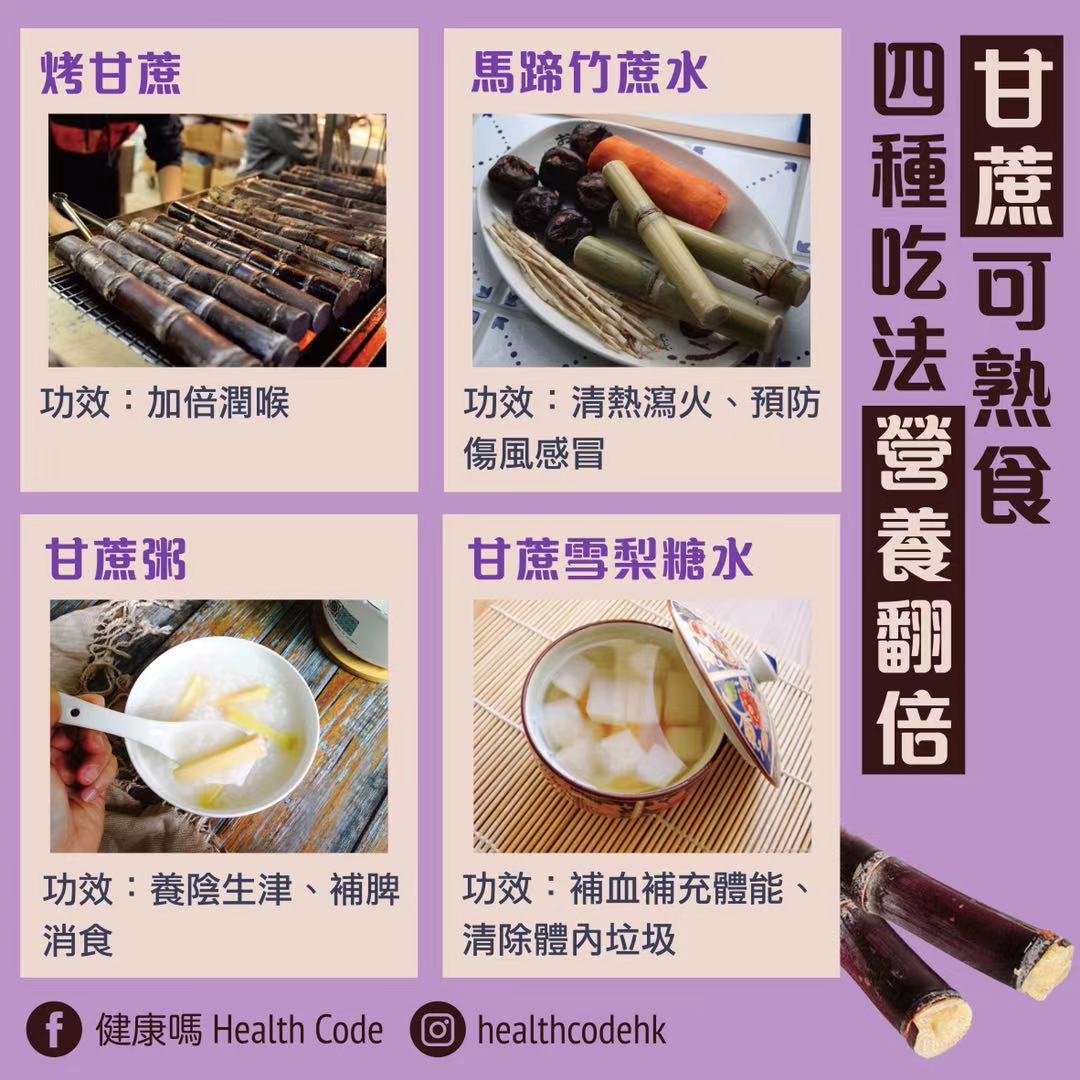 甘蔗可熟食
四種吃法營養翻倍
烤甘蔗
功效：加倍潤喉
馬蹄竹蔗水
功效：清熱瀉火、預防
傷風感冒
甘蔗粥
功效：養陰生津、補脾
消食
甘蔗雪梨糖水
功效：補血補充體能、
清除體內垃圾
健康嗎 Health Code
healthcodehk